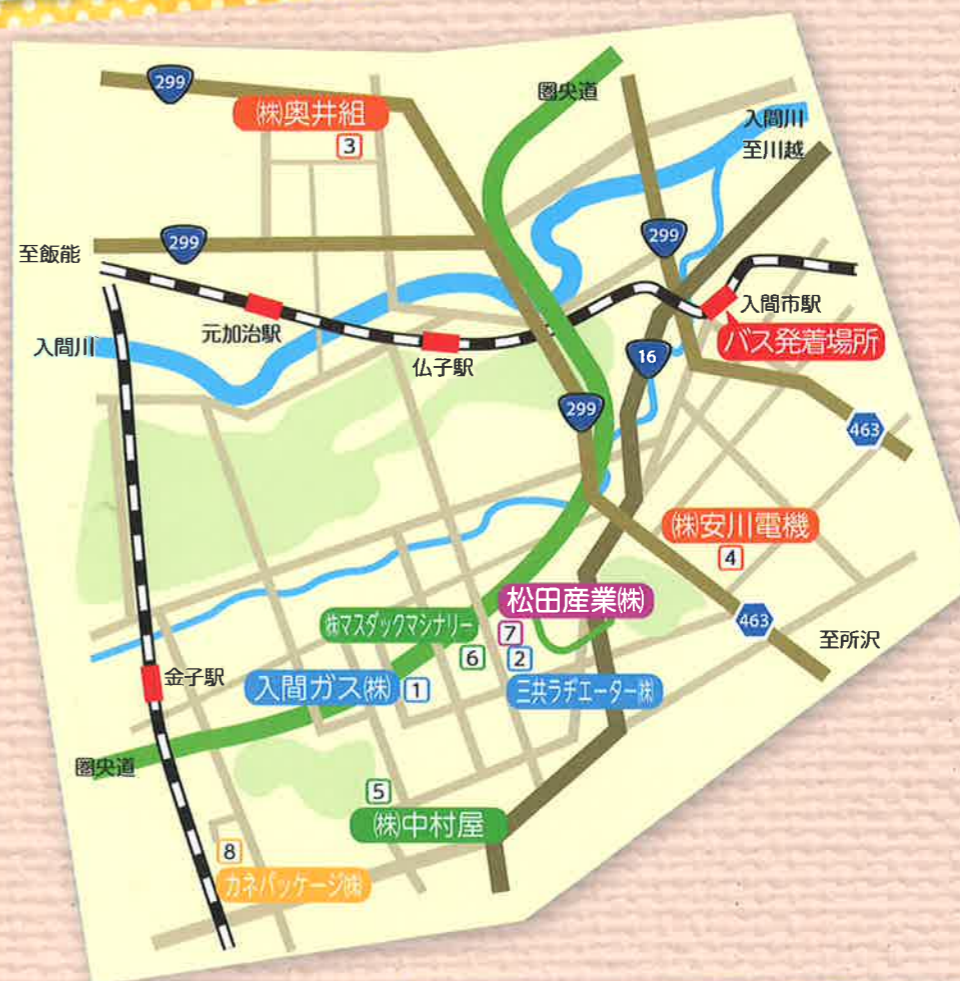 299
圏央道
(株)奥井組
3
入間川
至川越
299
299
至飯能
入間市駅
元加治駅
バス発着場所
入間川
仏子駅
16
299
463
(株)安川電機
4
松田産業(株)
(株)マスダックマシナリー
7
463
至所沢
6
2
金子駅
入間ガス(株)
1
三共ラヂエーター(株)
圏央道
5
(株)中村屋
8
カネパッケージ(株)